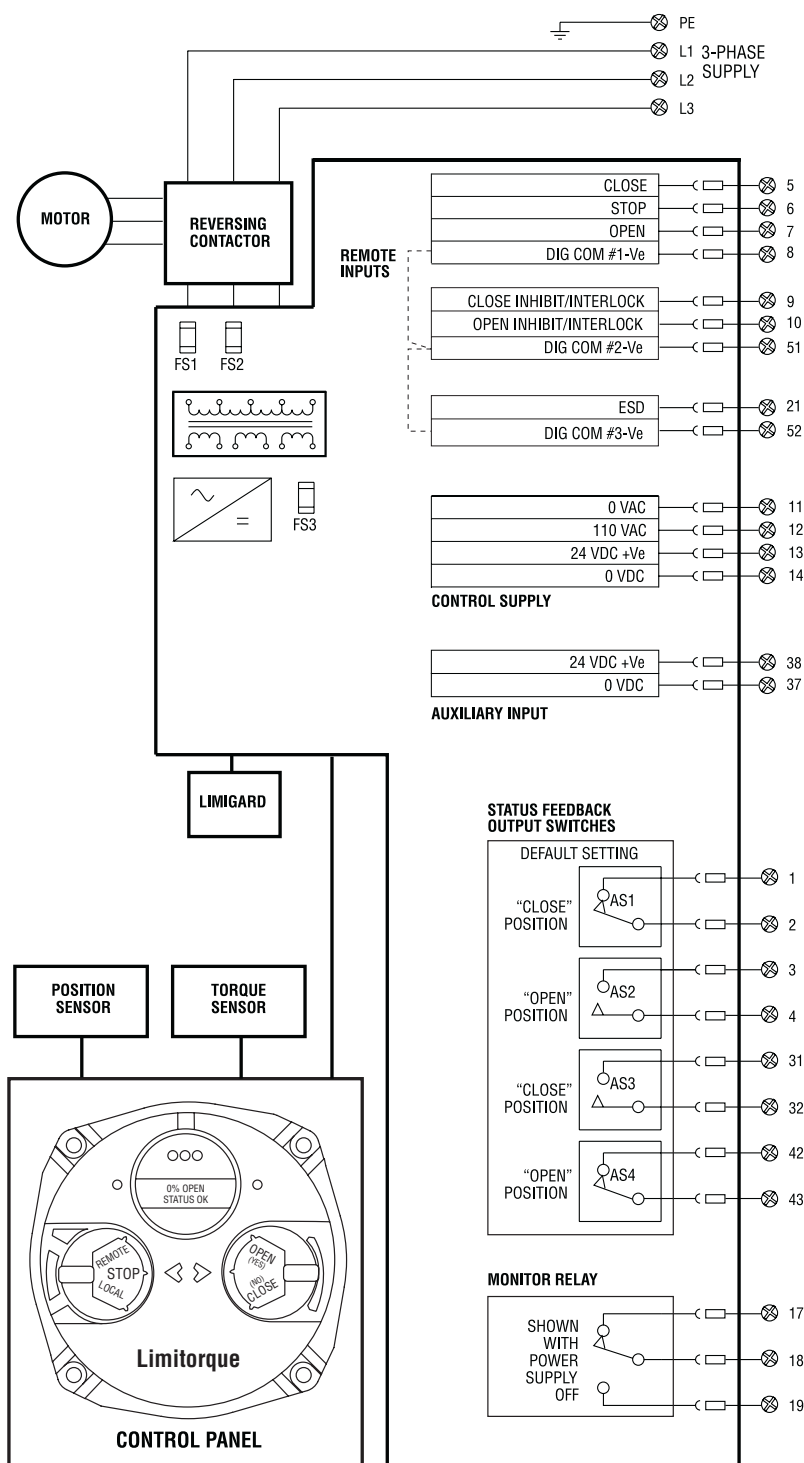 PE
L1 3-PHASE
L2 SUPPLY
L3
MOTOR
REVERSING
CONTACTOR
REMOTE
INPUTS
CLOSE 5
STOP 6
OPEN 7
DIG COM #1-Ve 8
CLOSE INHIBIT/INTERLOCK 9
OPEN INHIBIT/INTERLOCK 10
DIG COM #2-Ve 51
FS1 FS2
ESD 21
DIG COM #3-Ve 52
FS3
0 VAC 11
110 VAC 12
24 VDC +Ve 13
0 VDC 14
CONTROL SUPPLY
24 VDC +Ve 38
0 VDC 37
AUXILIARY INPUT
LIMIGARD
STATUS FEEDBACK
OUTPUT SWITCHES
DEFAULT SETTING
"CLOSE"
POSITION
AS1
1
2
"OPEN"
POSITION
AS2
3
4
"CLOSE"
POSITION
AS3
31
32
"OPEN"
POSITION
AS4
42
43
POSITION
SENSOR
TORQUE
SENSOR
0% OPEN
STATUS OK
REMOTE
STOP
LOCAL
OPEN
(YES)
(NO)
CLOSE
Limitorque
CONTROL PANEL
MONITOR RELAY
SHOWN
WITH
POWER
SUPPLY
OFF
17
18
19